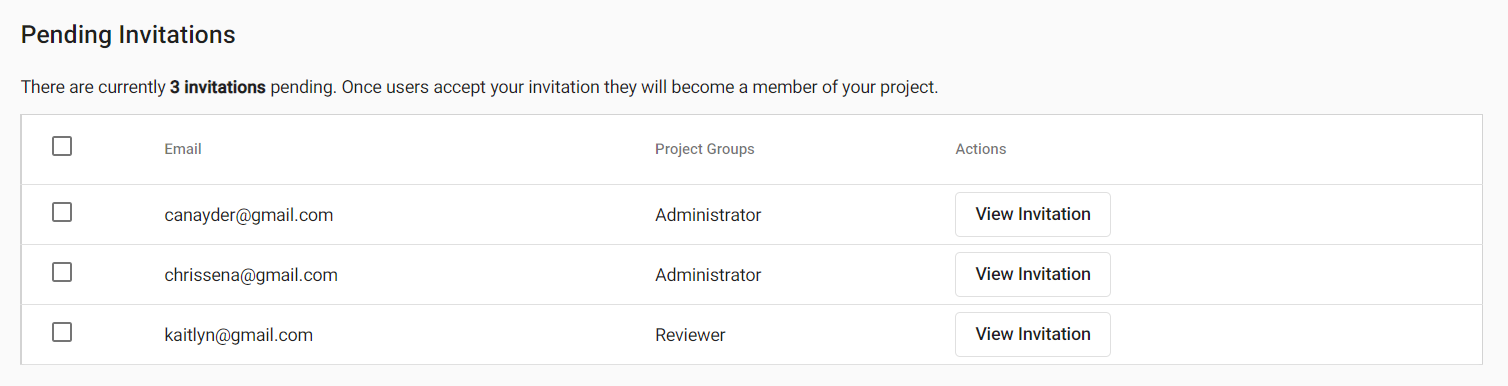 Pending Invitations
There are currently 3 invitations pending. Once users accept your invitation they will become a member of your project.
Email Project Groups Actions
canayder@gmail.com Administrator View Invitation
chrissena@gmail.com Administrator View Invitation
kaitlyn@gmail.com Reviewer View Invitation